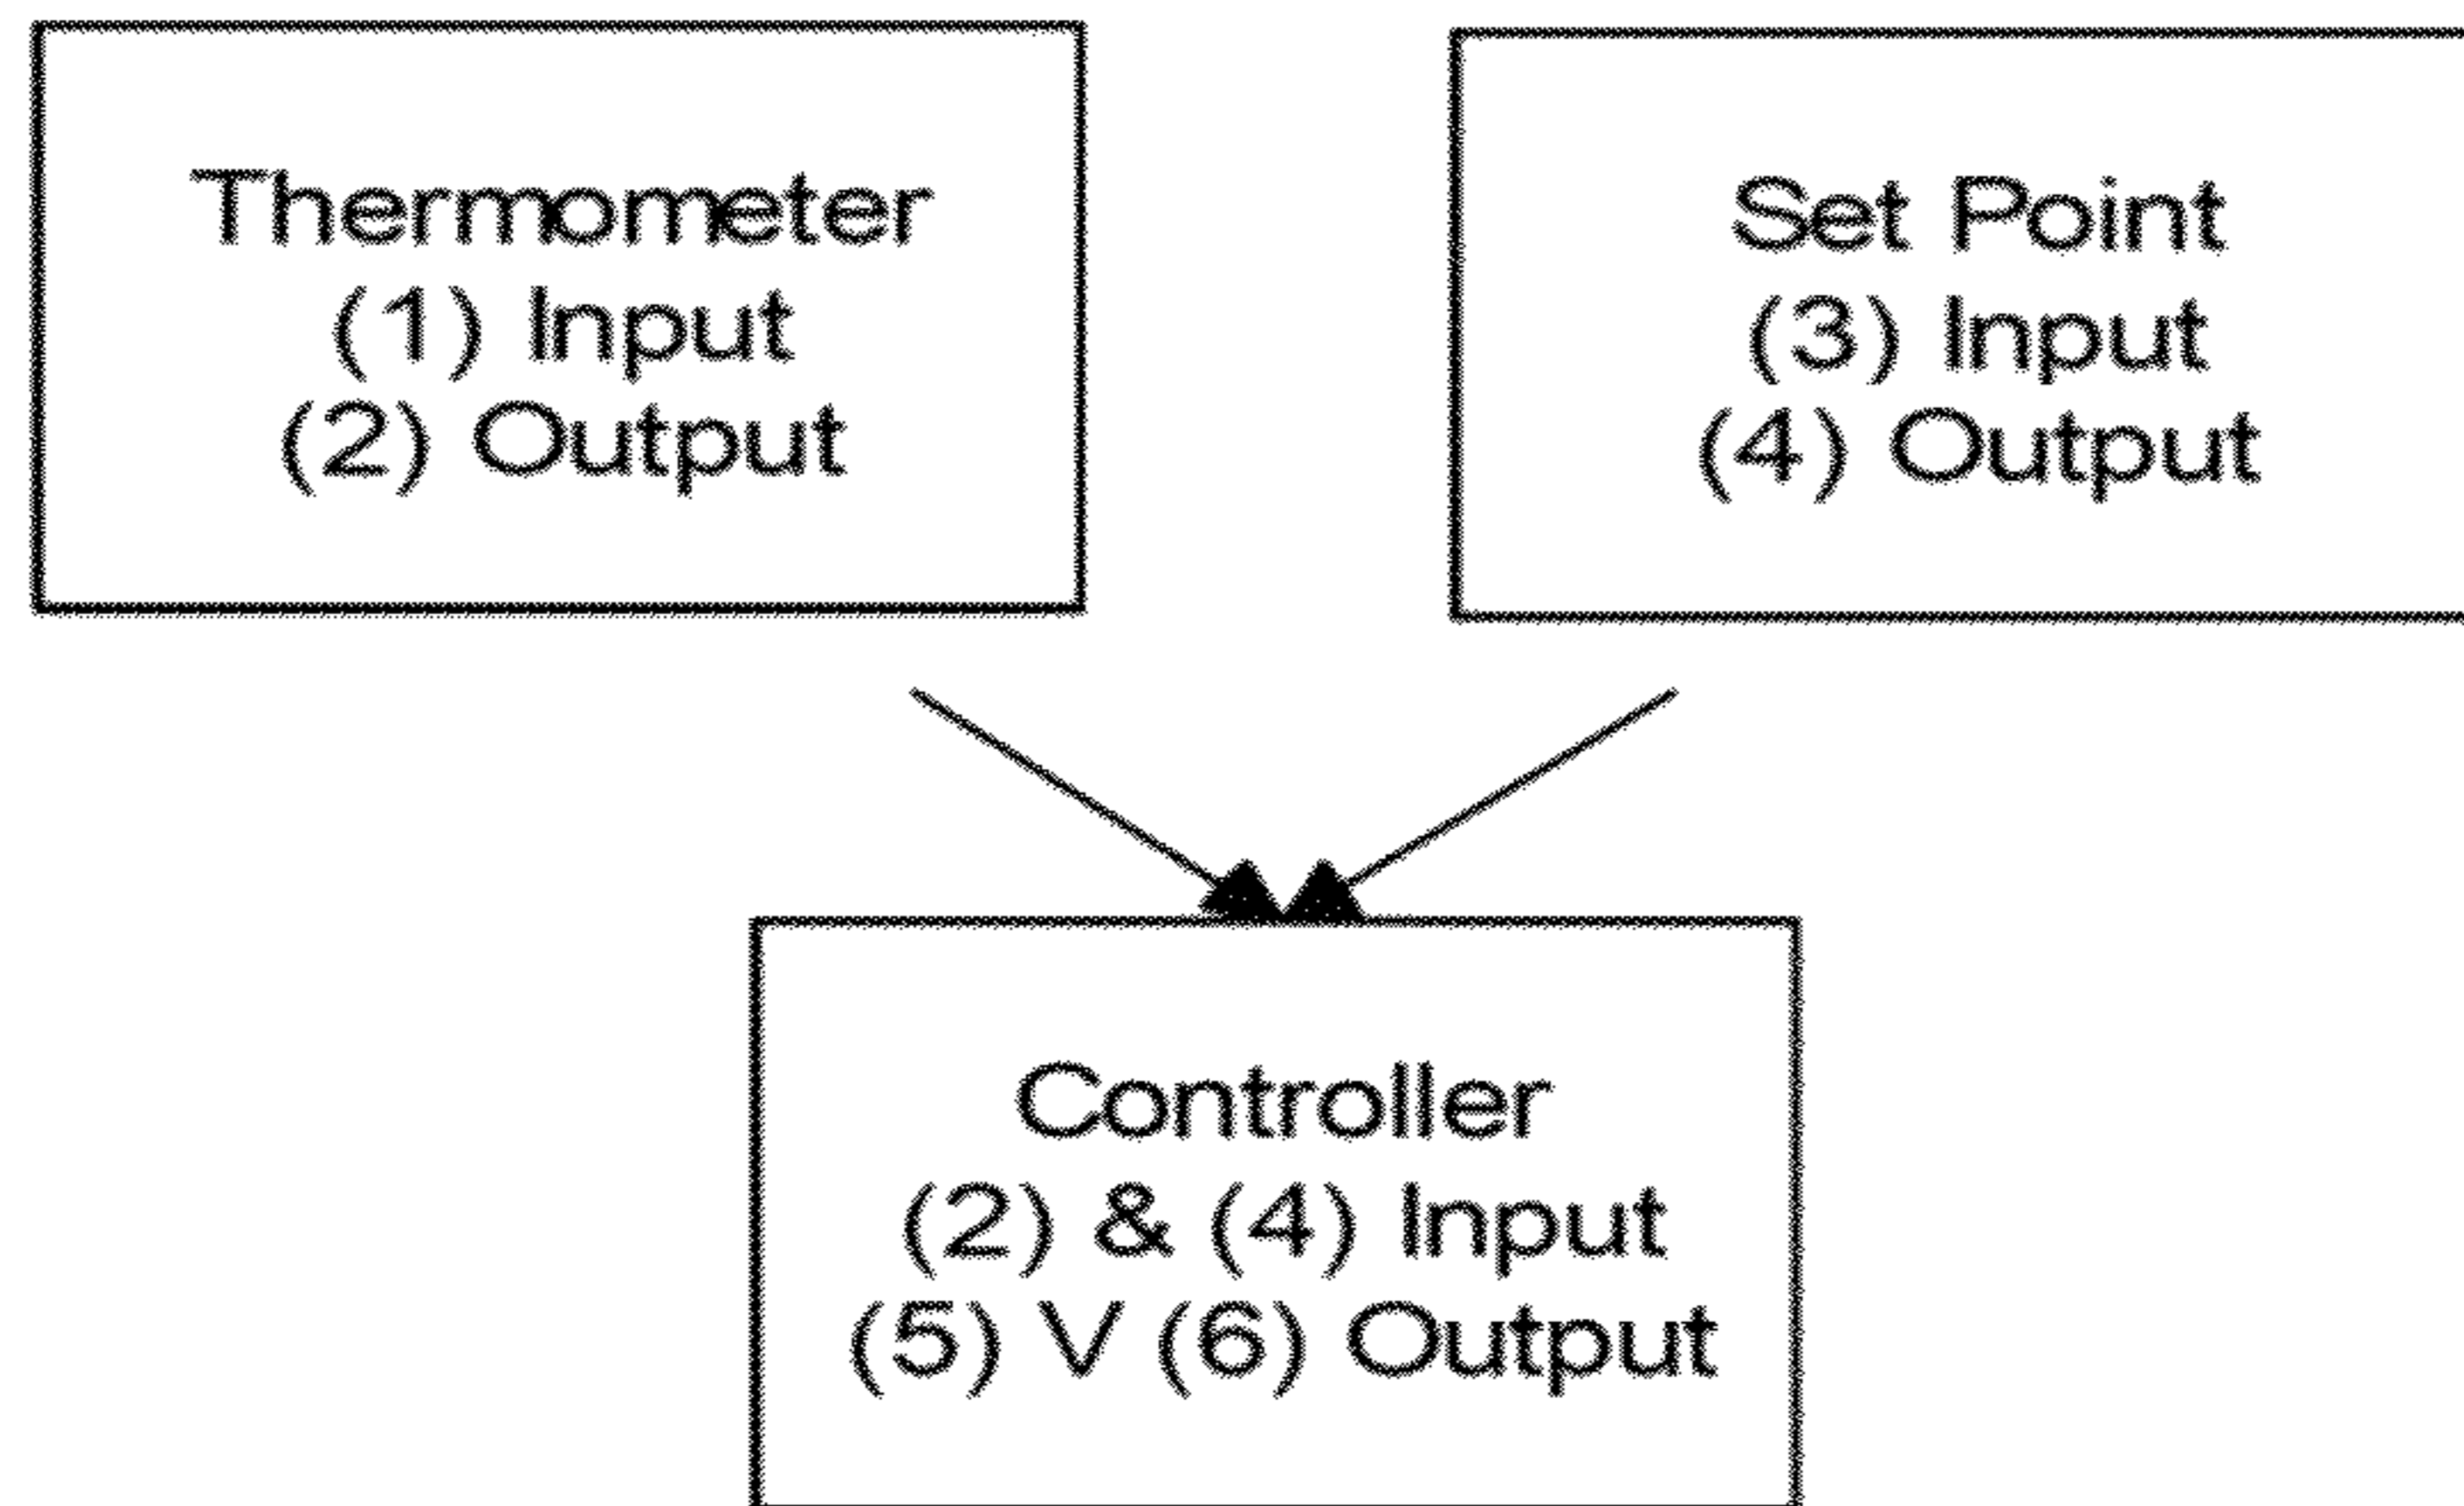 Thermometer
(1) Input
(2) Output
Set Point
(3) Input
(4) Output
Controller
(2) & (4) Input
(5) V (6) Output